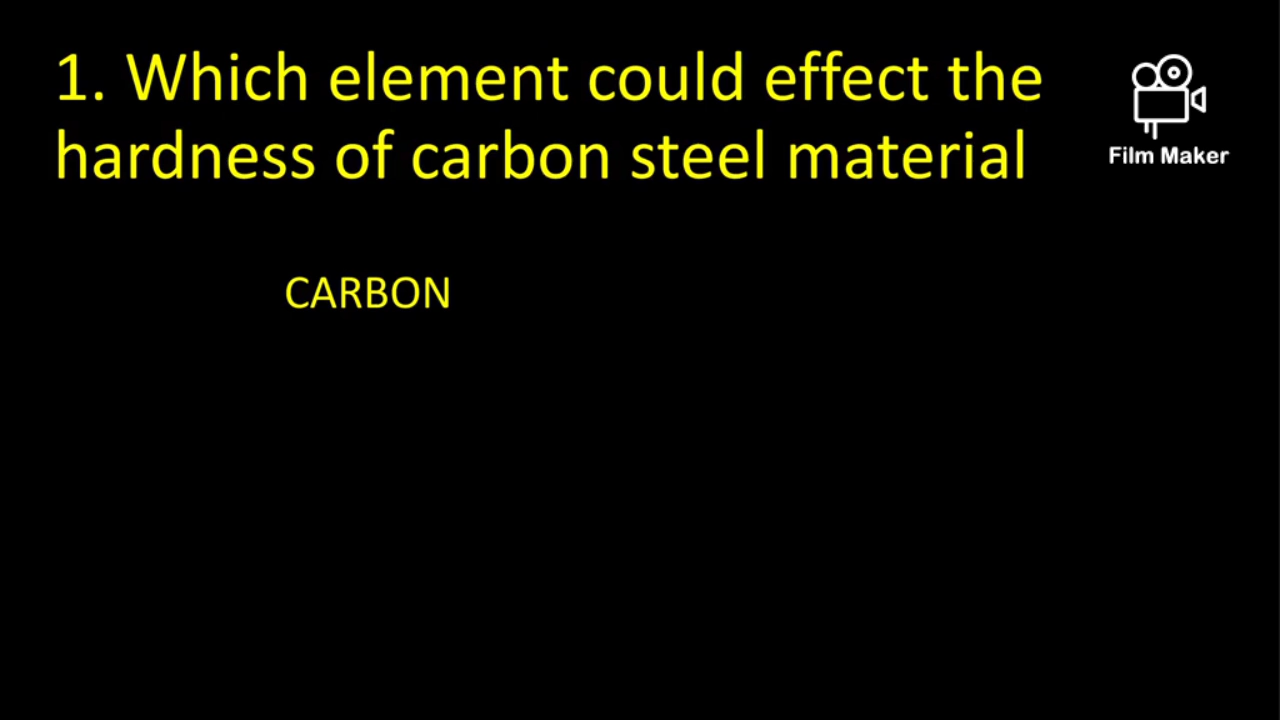 1. Which element could effect the
hardness of carbon steel material
Film Maker
CARBON